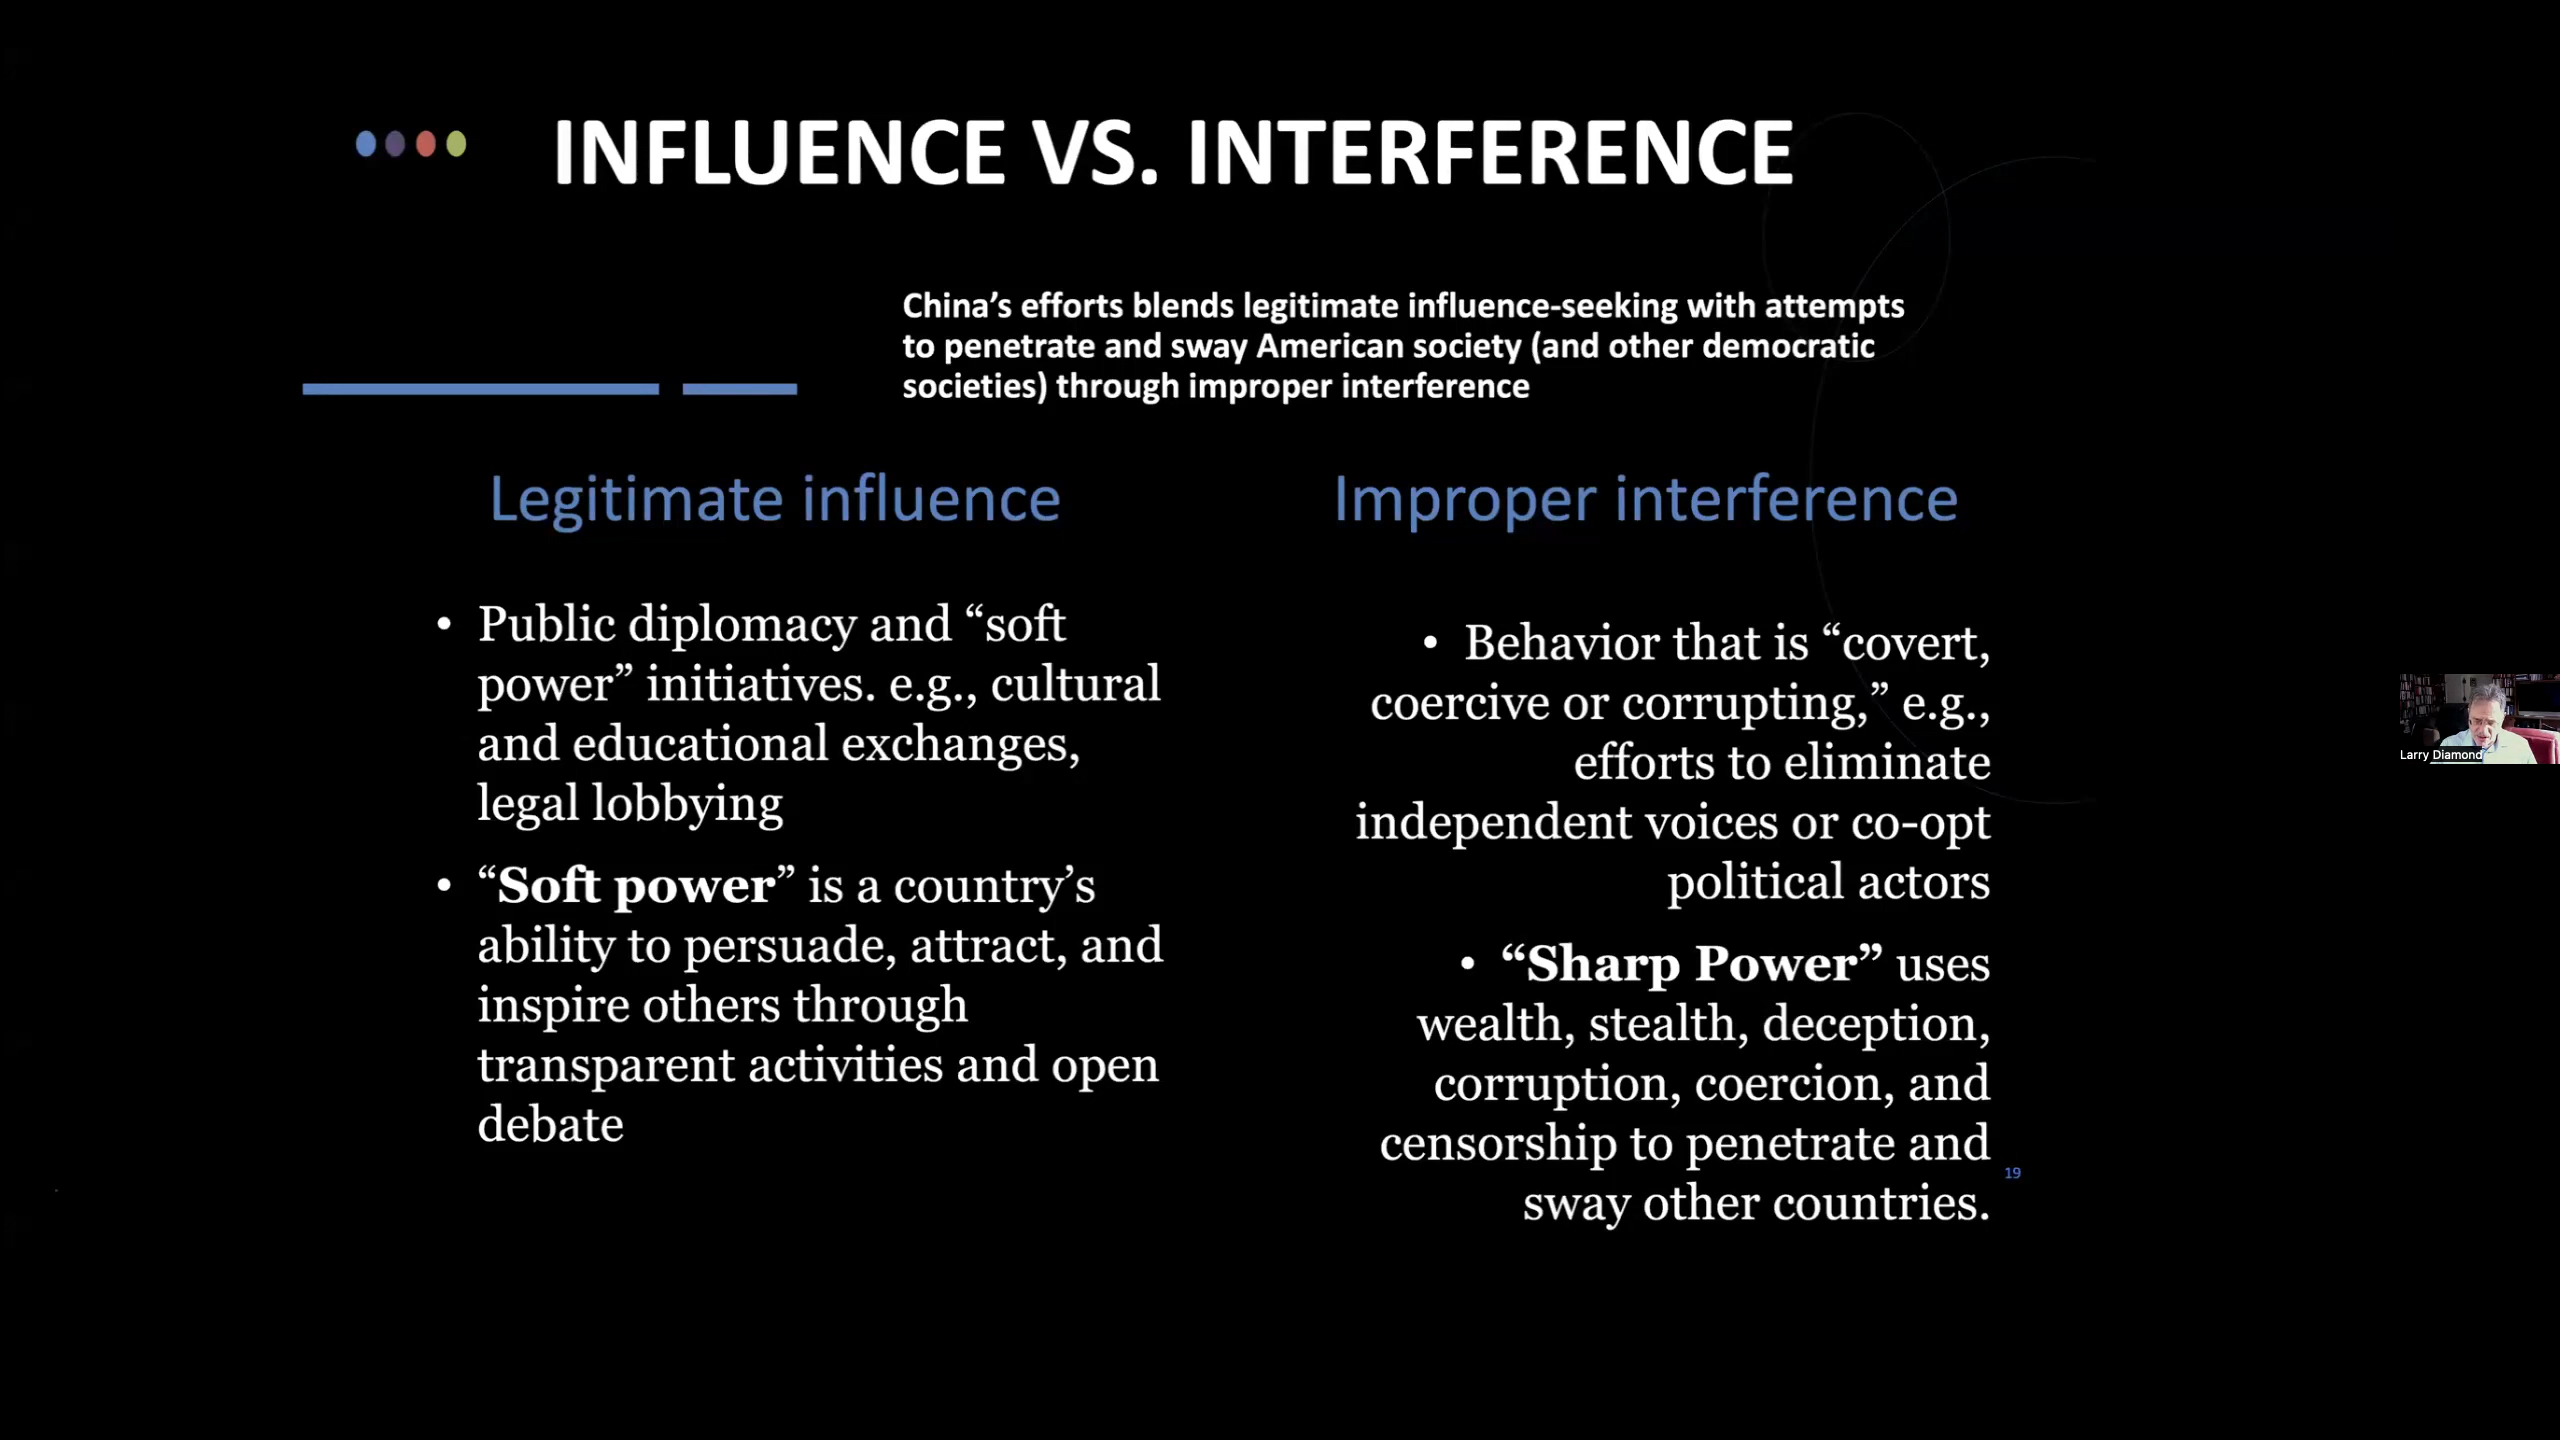 INFLUENCE VS. INTERFERENCE
China’s efforts blends legitimate influence-seeking with attempts
to penetrate and sway American society (and other democratic
societies) through improper interference
Legitimate influence
• Public diplomacy and “soft
power” initiatives. e.g., cultural
and educational exchanges,
legal lobbying
• “Soft power” is a country’s
ability to persuade, attract, and
inspire others through
transparent activities and open
debate
Improper interference
• Behavior that is “covert,
coercive or corrupting,” e.g.,
efforts to eliminate
independent voices or co-opt
political actors
• “Sharp Power” uses
wealth, stealth, deception,
corruption, coercion, and
censorship to penetrate and
sway other countries.
19
Larry Diamond